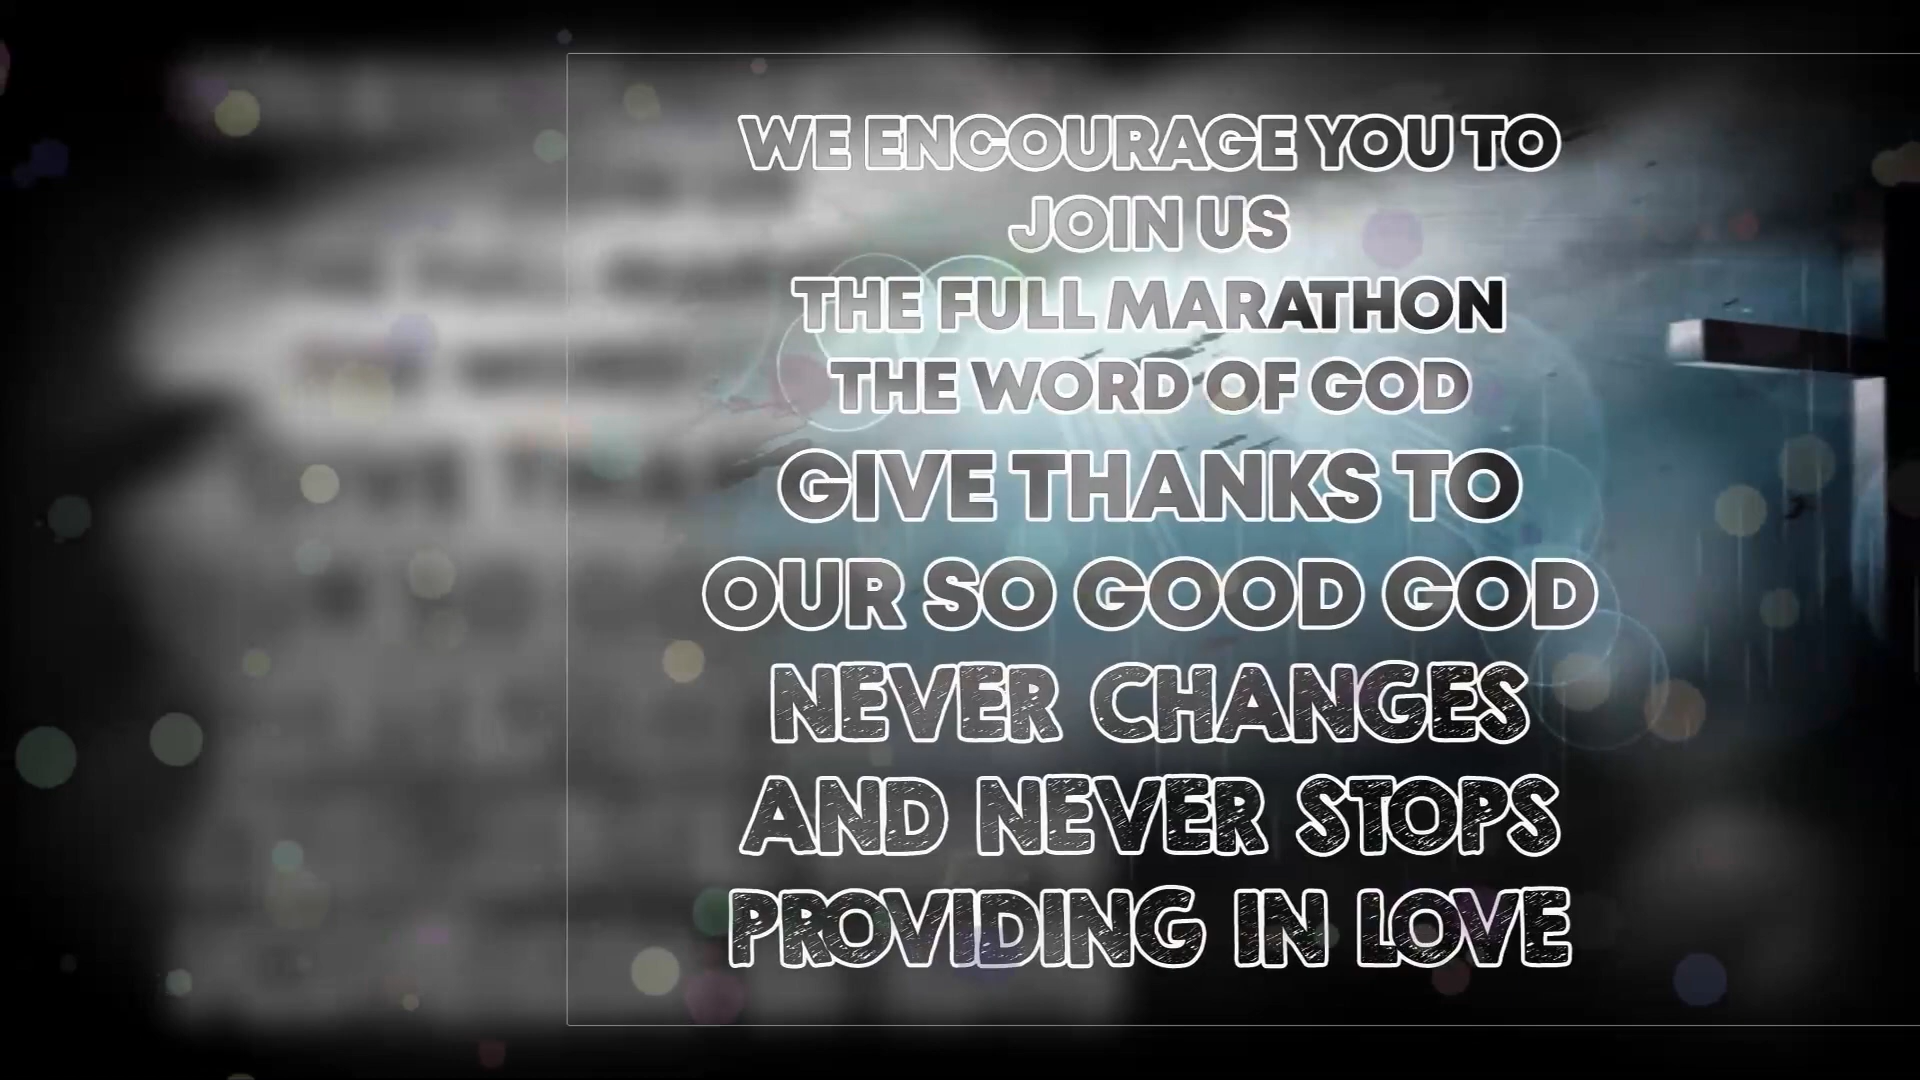 WE ENCOURAGE YOU TO
JOIN US
THE FULL MARATHON
THE WORD OF GOD
GIVE THANKS TO
OUR SO GOOD GOD
NEVER CHANGES
AND NEVER STOPS
PROVIDING IN LOVE